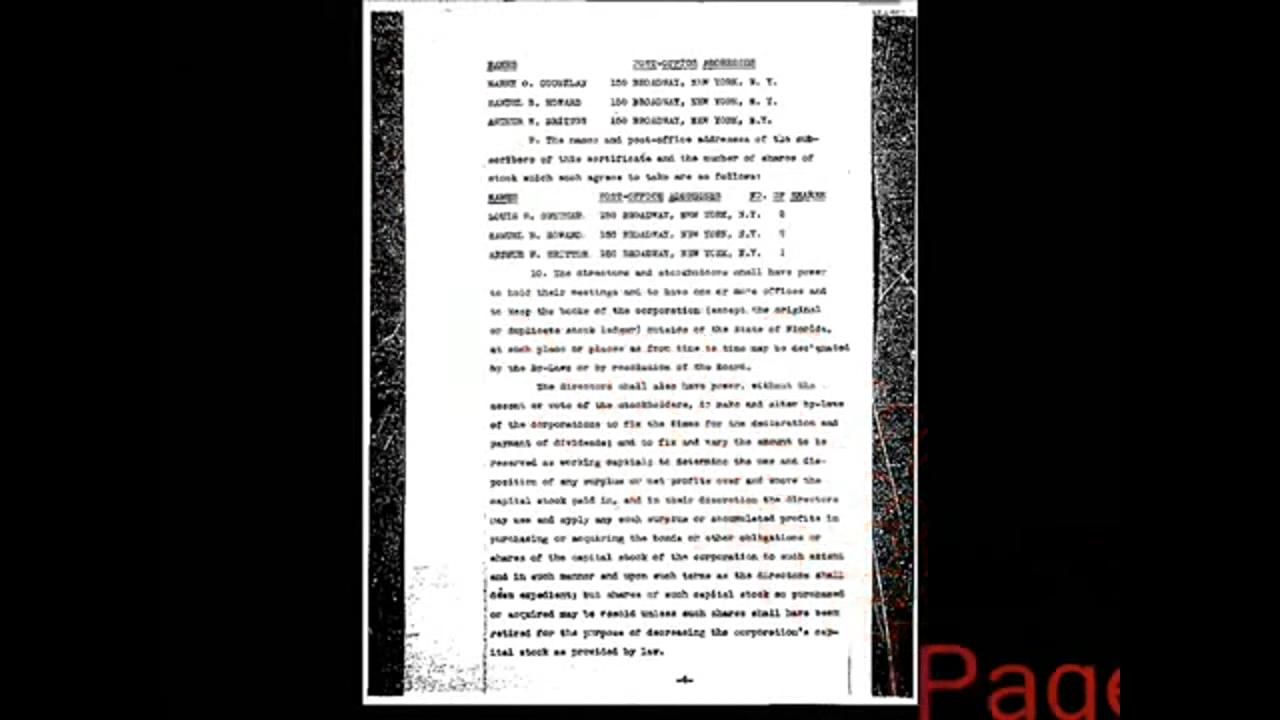 NAMES POST-OFFICE ADDRESSES
HARRY O. 150 BROADWAY, NEW YORK, N. Y.
SAMUEL B. HOWARD 150 BROADWAY, NEW YORK, N. Y.
ARTHUR W. BRITTON 150 BROADWAY, NEW YORK, N.Y.
9. The names and post-office addresses of the sub-
scribers of this certificate and the number of shares of
stock which each agrees to take are as follows:
NAMES POST-OFFICE ADDRESSES NO. OF SHARES
LOUIS 150 BROADWAY, NEW YORK, N.Y.
SAMUEL B. HOWARD 150 BROADWAY, NEW YORK, N.Y.
ARTHUR W. BRITTON 150 BROADWAY, NEW YORK, N.Y. 1
10. The directors and stockholders shall have power
to hold their meetings and to have one or more offices and
to keep the books of the corporation (except the original
or duplicate stock ledger) outside of the State of Florida,
at such place or places as from time to time may be designated
by the By-Laws or by resolution of the Board.
The directors shall also have power, without the
assent or vote of the stockholders, to make and alter by-laws
of the corporation; to fix the times for the declaration and
payment of dividends; and to fix and vary the amount to be
reserved as working capital; to determine the use and dis-
position of any surplus or net profits over and above the
capital stock paid in, and in their discretion the directors
may use and apply any such surplus or accumulated profits in
purchasing or acquiring the bonds or other obligations or
shares of the capital stock of the corporation to such extent
and in such manner and upon such terms as the directors shall
deem expedient; but shares of such capital stock so purchased
or acquired may be resold unless such shares shall have been
retired for the purpose of decreasing the corporation's cap-
ital stock as provided by law.
-4-
Page